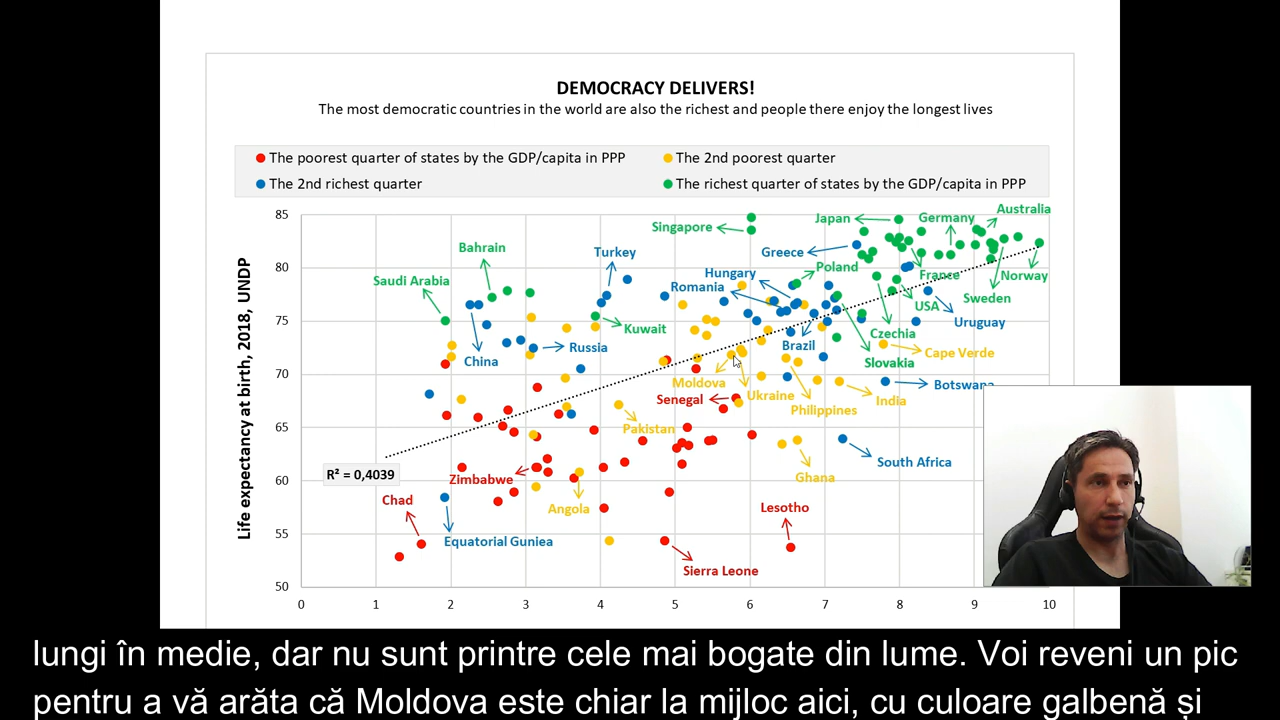 DEMOCRACY DELIVERS!
The most democratic countries in the world are also the richest and people there enjoy the longest lives
The poorest quarter of states by the GDP/capita in PPP
The 2nd poorest quarter
The 2nd richest quarter
The richest quarter of states by the GDP/capita in PPP
Life expectancy at birth, 2018, UNDP
85
80
75
70
65
60
55
50
0 1 2 3 4 5 6 7 8 9 10
Australia
Japan
Germany
Singapore
Bahrain
Turkey
Greece
Poland
Hungary
France
Norway
Saudi Arabia
Romania
Sweden
USA
Uruguay
Kuwait
Czechia
China
Russia
Brazil
Cape Verde
Slovakia
Moldova
Botswana
Ukraine
Senegal
India
Philippines
Pakistan
South Africa
R² = 0,4039
Zimbabwe
Ghana
Chad
Angola
Lesotho
Equatorial Guniea
Sierra Leone
lungi în medie, dar nu sunt printre cele mai bogate din lume. Voi reveni un pic
pentru a vă arăta că Moldova este chiar la mijloc aici, cu culoare galbenă și